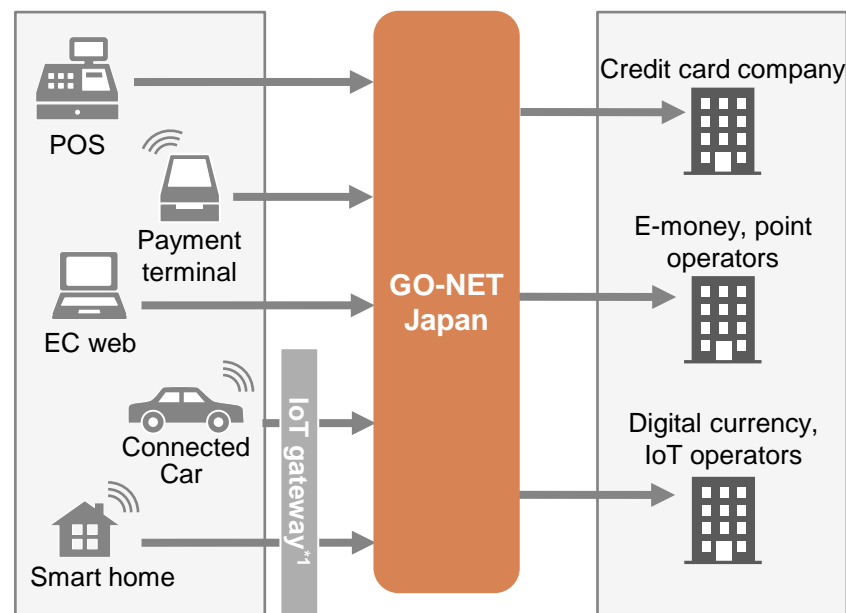 POS
Payment
terminal
EC web
Connected
Car
Smart home
IoT gateway*1
GO-NET
Japan
Credit card company
E-money, point
operators
Digital currency,
IoT operators